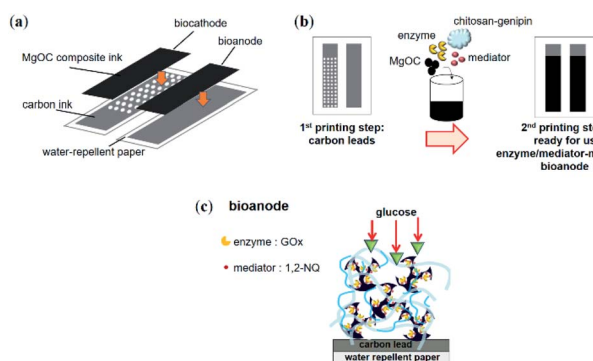 (a)
biocathode
MgOC composite ink
bioanode
carbon ink
water-repellent paper
(b)
chitosan-genipin
enzyme
mediator
MgOC
1st printing step:
carbon leads
2nd printing ste
ready for us
enzyme/mediator-m
bioanode
(c) bioanode
enzyme : GOx
mediator : 1,2-NQ
glucose
carbon lead
water repellent paper